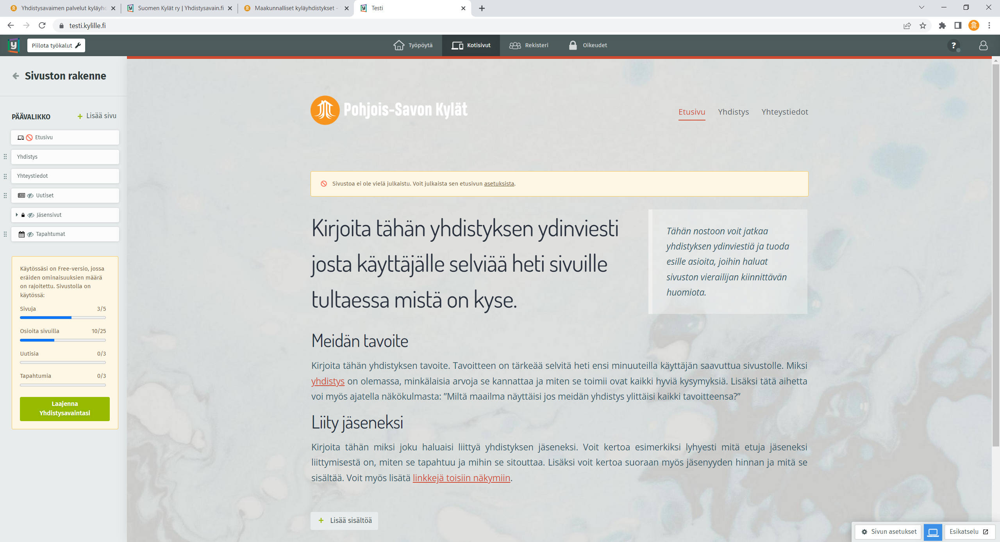 Yhdistysavaimen palvelut kyläyhd
Suomen Kylät ry | Yhdistysavain.fi
Maakunnalliset kyläyhdistykset -
Testi
testi.kylille.fi
y
Piilota työkalut
Työpöytä
Kotisivut
Rekisteri
Oikeudet
?
Sivuston rakenne
PÄÄVALIKKO
+ Lisää sivu
Etusivu
Yhdistys
Yhteystiedot
Uutiset
Jäsensivut
Tapahtumat
Käytössäsi on Free-versio, jossa
eräiden ominaisuuksien määrä
on rajoitettu. Sivustolla on
käytössä:
Sivuja 3/5
Osioita sivuilla 10/25
Uutisia 0/3
Tapahtumia 0/3
Laajenna
Yhdistysavaintasi
Pohjois-Savon Kylät
Etusivu Yhdistys Yhteystiedot
Sivustoa ei ole vielä julkaistu. Voit julkaista sen etusivun asetuksista.
Kirjoita tähän yhdistyksen ydinviesti
josta käyttäjälle selviää heti sivuille
tultaessa mistä on kyse.
Tähän nostoon voit jatkaa
yhdistyksen ydinviestiä ja tuoda
esille asioita, joihin haluat
sivuston vierailijan kiinnittävän
huomiota.
Meidän tavoite
Kirjoita tähän yhdistyksen tavoite. Tavoitteen on tärkeää selvitä heti ensi minuuteilla käyttäjän saavuttua sivustolle. Miksi
yhdistys on olemassa, minkälaisia arvoja se kannattaa ja miten se toimii ovat kaikki hyviä kysymyksiä. Lisäksi tätä aihetta
voi myös ajatella näkökulmasta: ”Miltä maailma näyttäisi jos meidän yhdistys ylittäisi kaikki tavoitteensa?”
Liity jäseneksi
Kirjoita tähän miksi joku haluaisi liittyä yhdistyksen jäseneksi. Voit kertoa esimerkiksi lyhyesti mitä etuja jäseneksi
liittymisestä on, miten se tapahtuu ja mihin se sitouttaa. Lisäksi voit kertoa suoraan myös jäsenyyden hinnan ja mitä se
sisältää. Voit myös lisätä linkkejä toisiin näkymiin.
+ Lisää sisältöä
Sivun asetukset
Esikatselu